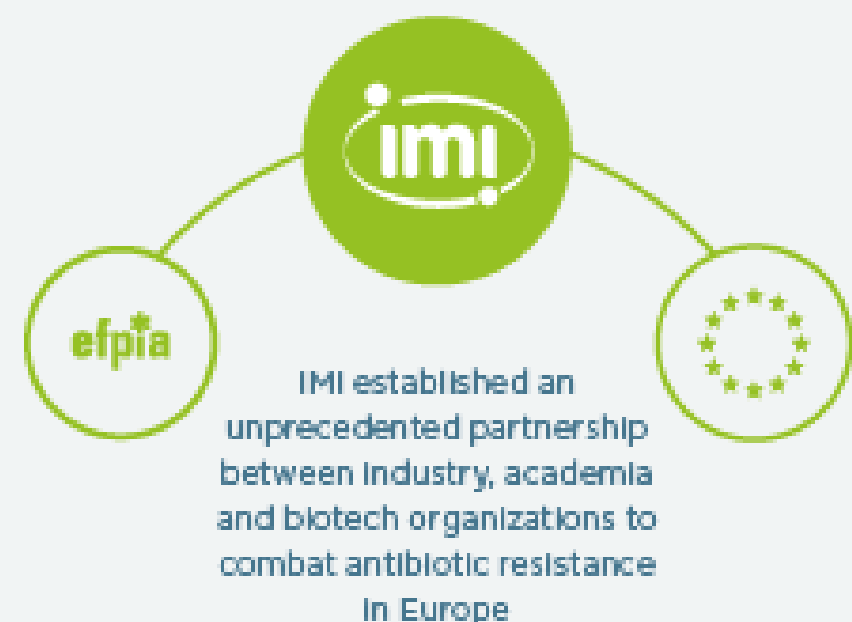 imi
efpia
IMI established an
unprecedented partnership
between industry, academia
and biotech organizations to
combat antibiotic resistance
in Europe